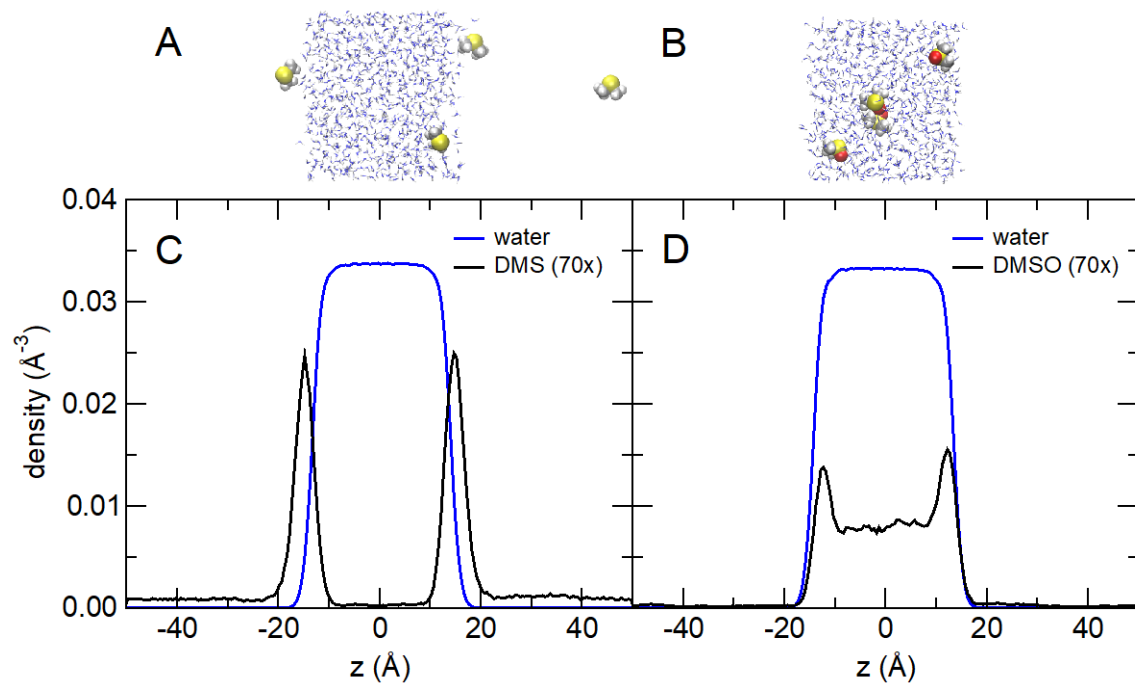 A
B
C
water
DMS (70x)
D
water
DMSO (70x)
0.04
0.03
0.02
0.01
0.00
density (Å⁻³)
-40 -20 0 20 40
-40 -20 0 20 40
z (Å)
z (Å)